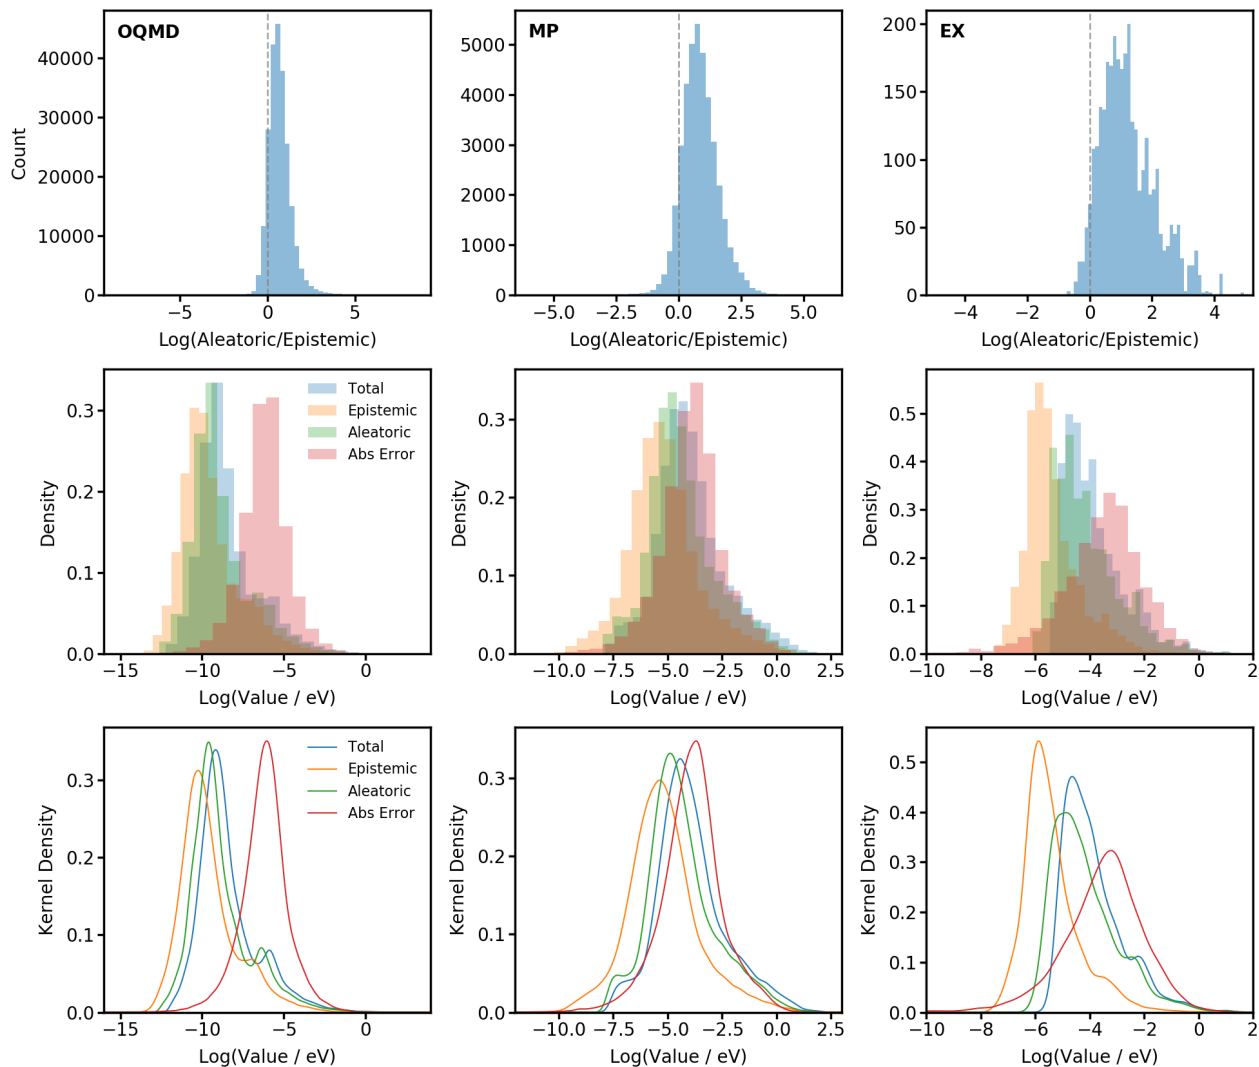 OQMD
Count
40000
30000
20000
10000
0
−5 0 5
Log(Aleatoric/Epistemic)
MP
5000
4000
3000
2000
1000
0
−5.0 −2.5 0.0 2.5 5.0
Log(Aleatoric/Epistemic)
EX
200
150
100
50
0
−4 −2 0 2 4
Log(Aleatoric/Epistemic)
Total
Epistemic
Aleatoric
Abs Error
Density
0.3
0.2
0.1
0.0
−15 −10 −5 0
Log(Value / eV)
Density
0.3
0.2
0.1
0.0
−10.0 −7.5 −5.0 −2.5 0.0 2.5
Log(Value / eV)
Density
0.5
0.4
0.3
0.2
0.1
0.0
−10 −8 −6 −4 −2 0 2
Log(Value / eV)
Total
Epistemic
Aleatoric
Abs Error
Kernel Density
0.3
0.2
0.1
0.0
−15 −10 −5 0
Log(Value / eV)
Kernel Density
0.3
0.2
0.1
0.0
−10.0 −7.5 −5.0 −2.5 0.0 2.5
Log(Value / eV)
Kernel Density
0.5
0.4
0.3
0.2
0.1
0.0
−10 −8 −6 −4 −2 0 2
Log(Value / eV)